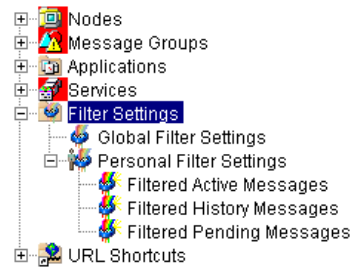 Nodes
Message Groups
Applications
Services
Filter Settings
Global Filter Settings
Personal Filter Settings
Filtered Active Messages
Filtered History Messages
Filtered Pending Messages
URL Shortcuts